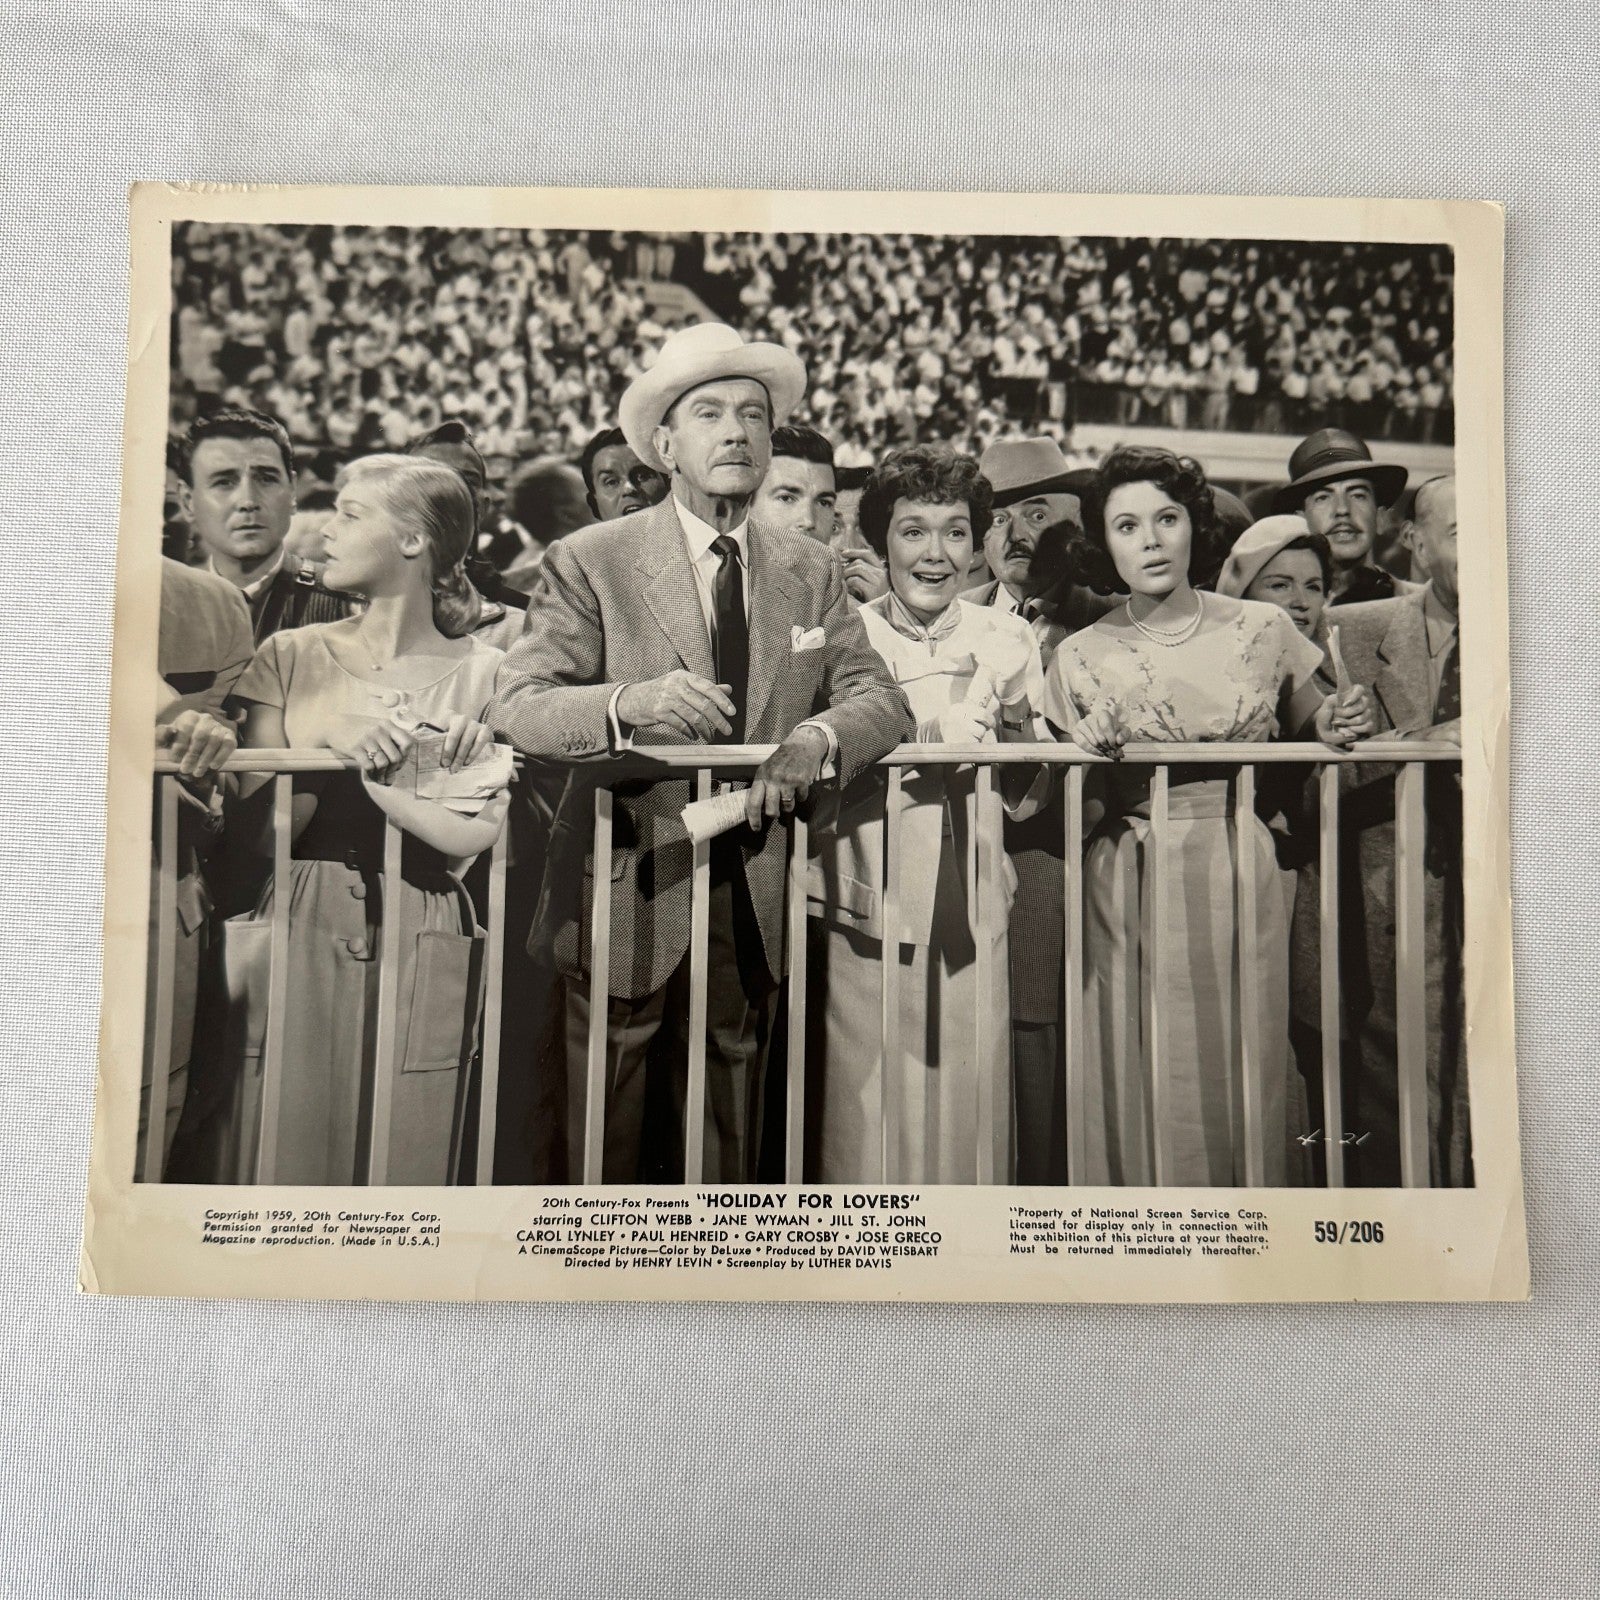 4-21
Copyright 1959, 20th Century-Fox Corp.
Permission granted for Newspaper and
Magazine reproduction. (Made in U.S.A.)
20th Century-Fox Presents "HOLIDAY FOR LOVERS"
starring CLIFTON WEBB • JANE WYMAN • JILL ST. JOHN
CAROL LYNLEY • PAUL HENREID • GARY CROSBY • JOSE GRECO
A CinemaScope Picture—Color by DeLuxe • Produced by DAVID WEISBART
Directed by HENRY LEVIN • Screenplay by LUTHER DAVIS
"Property of National Screen Service Corp.
Licensed for display only in connection with
the exhibition of this picture at your theatre.
Must be returned immediately thereafter."
59/206